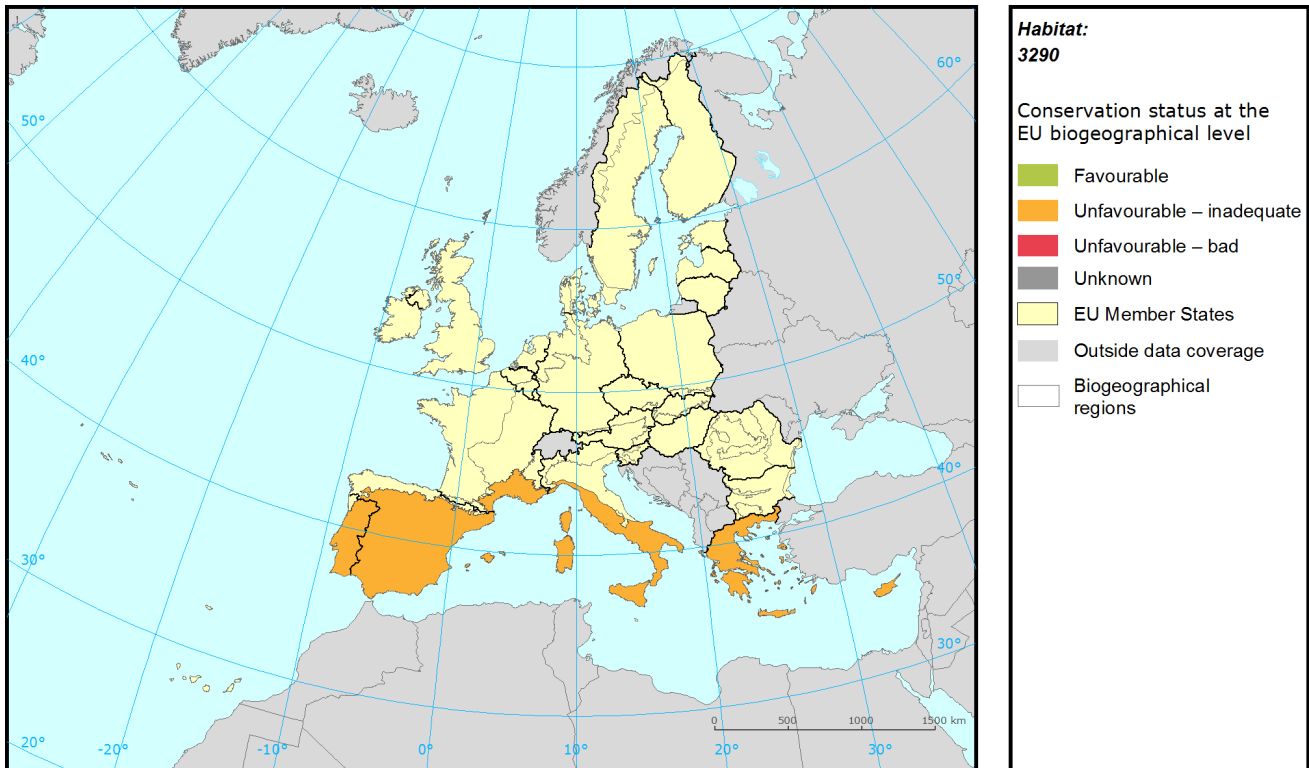 Habitat:
3290
Conservation status at the
EU biogeographical level
Favourable
Unfavourable – inadequate
Unfavourable – bad
Unknown
EU Member States
Outside data coverage
Biogeographical
regions
60°
50°
50°
40°
40°
30°
30°
20°
-20°
-10°
0°
10°
20°
30°
0
500
1000
1500 km